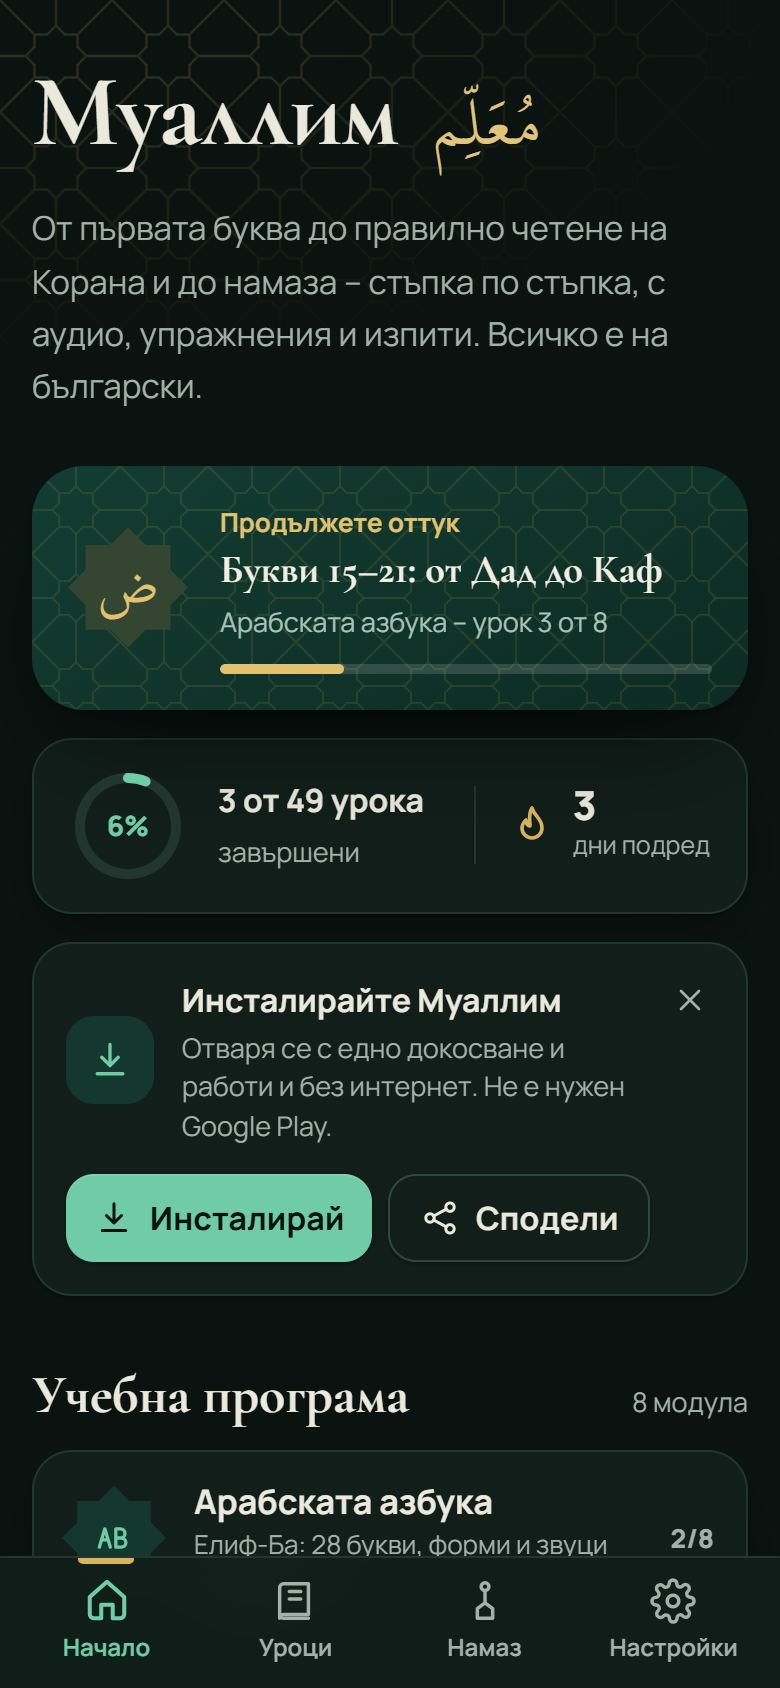 Муаллим مُعَلِّم
От първата буква до правилно четене на
Корана и до намаза – стъпка по стъпка, с
аудио, упражнения и изпити. Всичко е на
български.
ض
Продължете оттук
Букви 15–21: от Дад до Каф
Арабската азбука – урок 3 от 8
6%
3 от 49 урока
завършени
3
дни подред
Инсталирайте Муаллим
Отваря се с едно докосване и
работи и без интернет. Не е нужен
Google Play.
Инсталирай
Сподели
Учебна програма
8 модула
АВ
Арабската азбука
Елиф-Ба: 28 букви, форми и звуци
2/8
Начало
Уроци
Намаз
Настройки